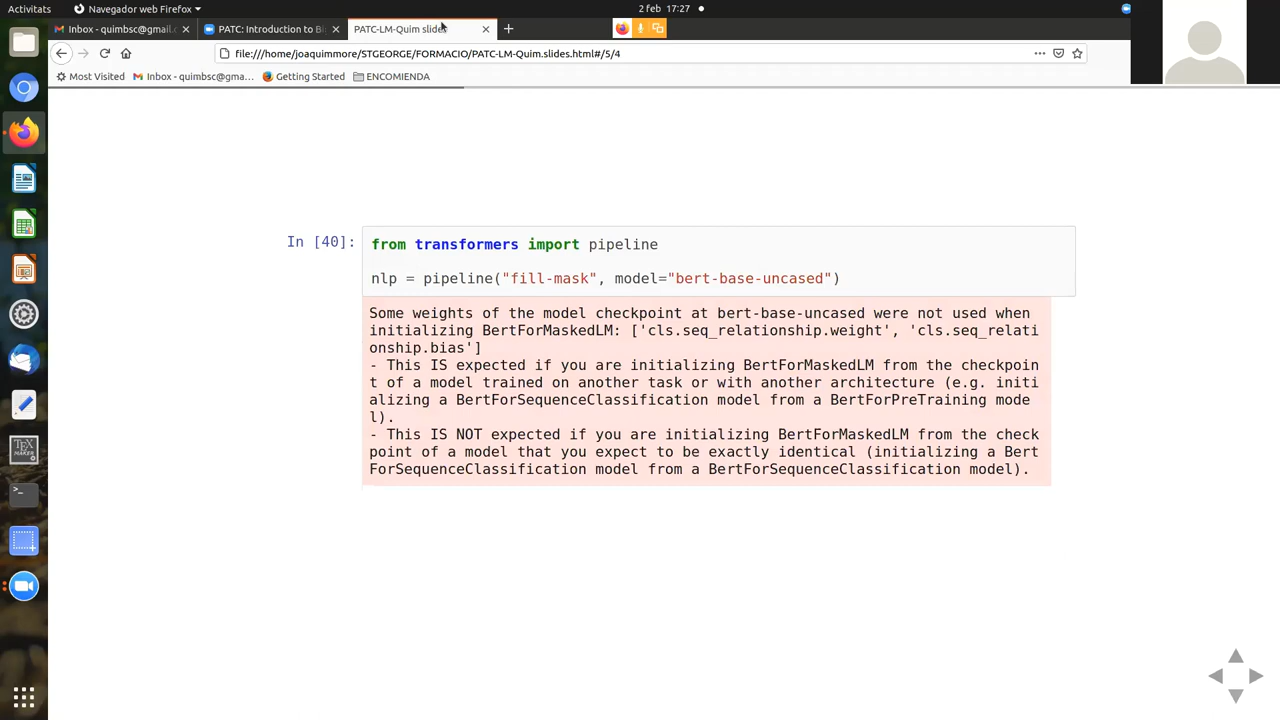 Activitats
Navegador web Firefox
2 feb 17:27
Inbox - quimbsc@gmail.c
PATC: Introduction to Bi
PATC-LM-Quim slides
file:///home/joaquimmore/STGEORGE/FORMACIO/PATC-LM-Quim.slides.html#/5/4
Most Visited
Inbox - quimbsc@gma...
Getting Started
ENCOMIENDA
In [40]:
from transformers import pipeline
nlp = pipeline("fill-mask", model="bert-base-uncased")
Some weights of the model checkpoint at bert-base-uncased were not used when
initializing BertForMaskedLM: ['cls.seq_relationship.weight', 'cls.seq_relati
onship.bias']
- This IS expected if you are initializing BertForMaskedLM from the checkpoin
t of a model trained on another task or with another architecture (e.g. initi
alizing a BertForSequenceClassification model from a BertForPreTraining mode
l).
- This IS NOT expected if you are initializing BertForMaskedLM from the check
point of a model that you expect to be exactly identical (initializing a Bert
ForSequenceClassification model from a BertForSequenceClassification model).
TEX
MAKER